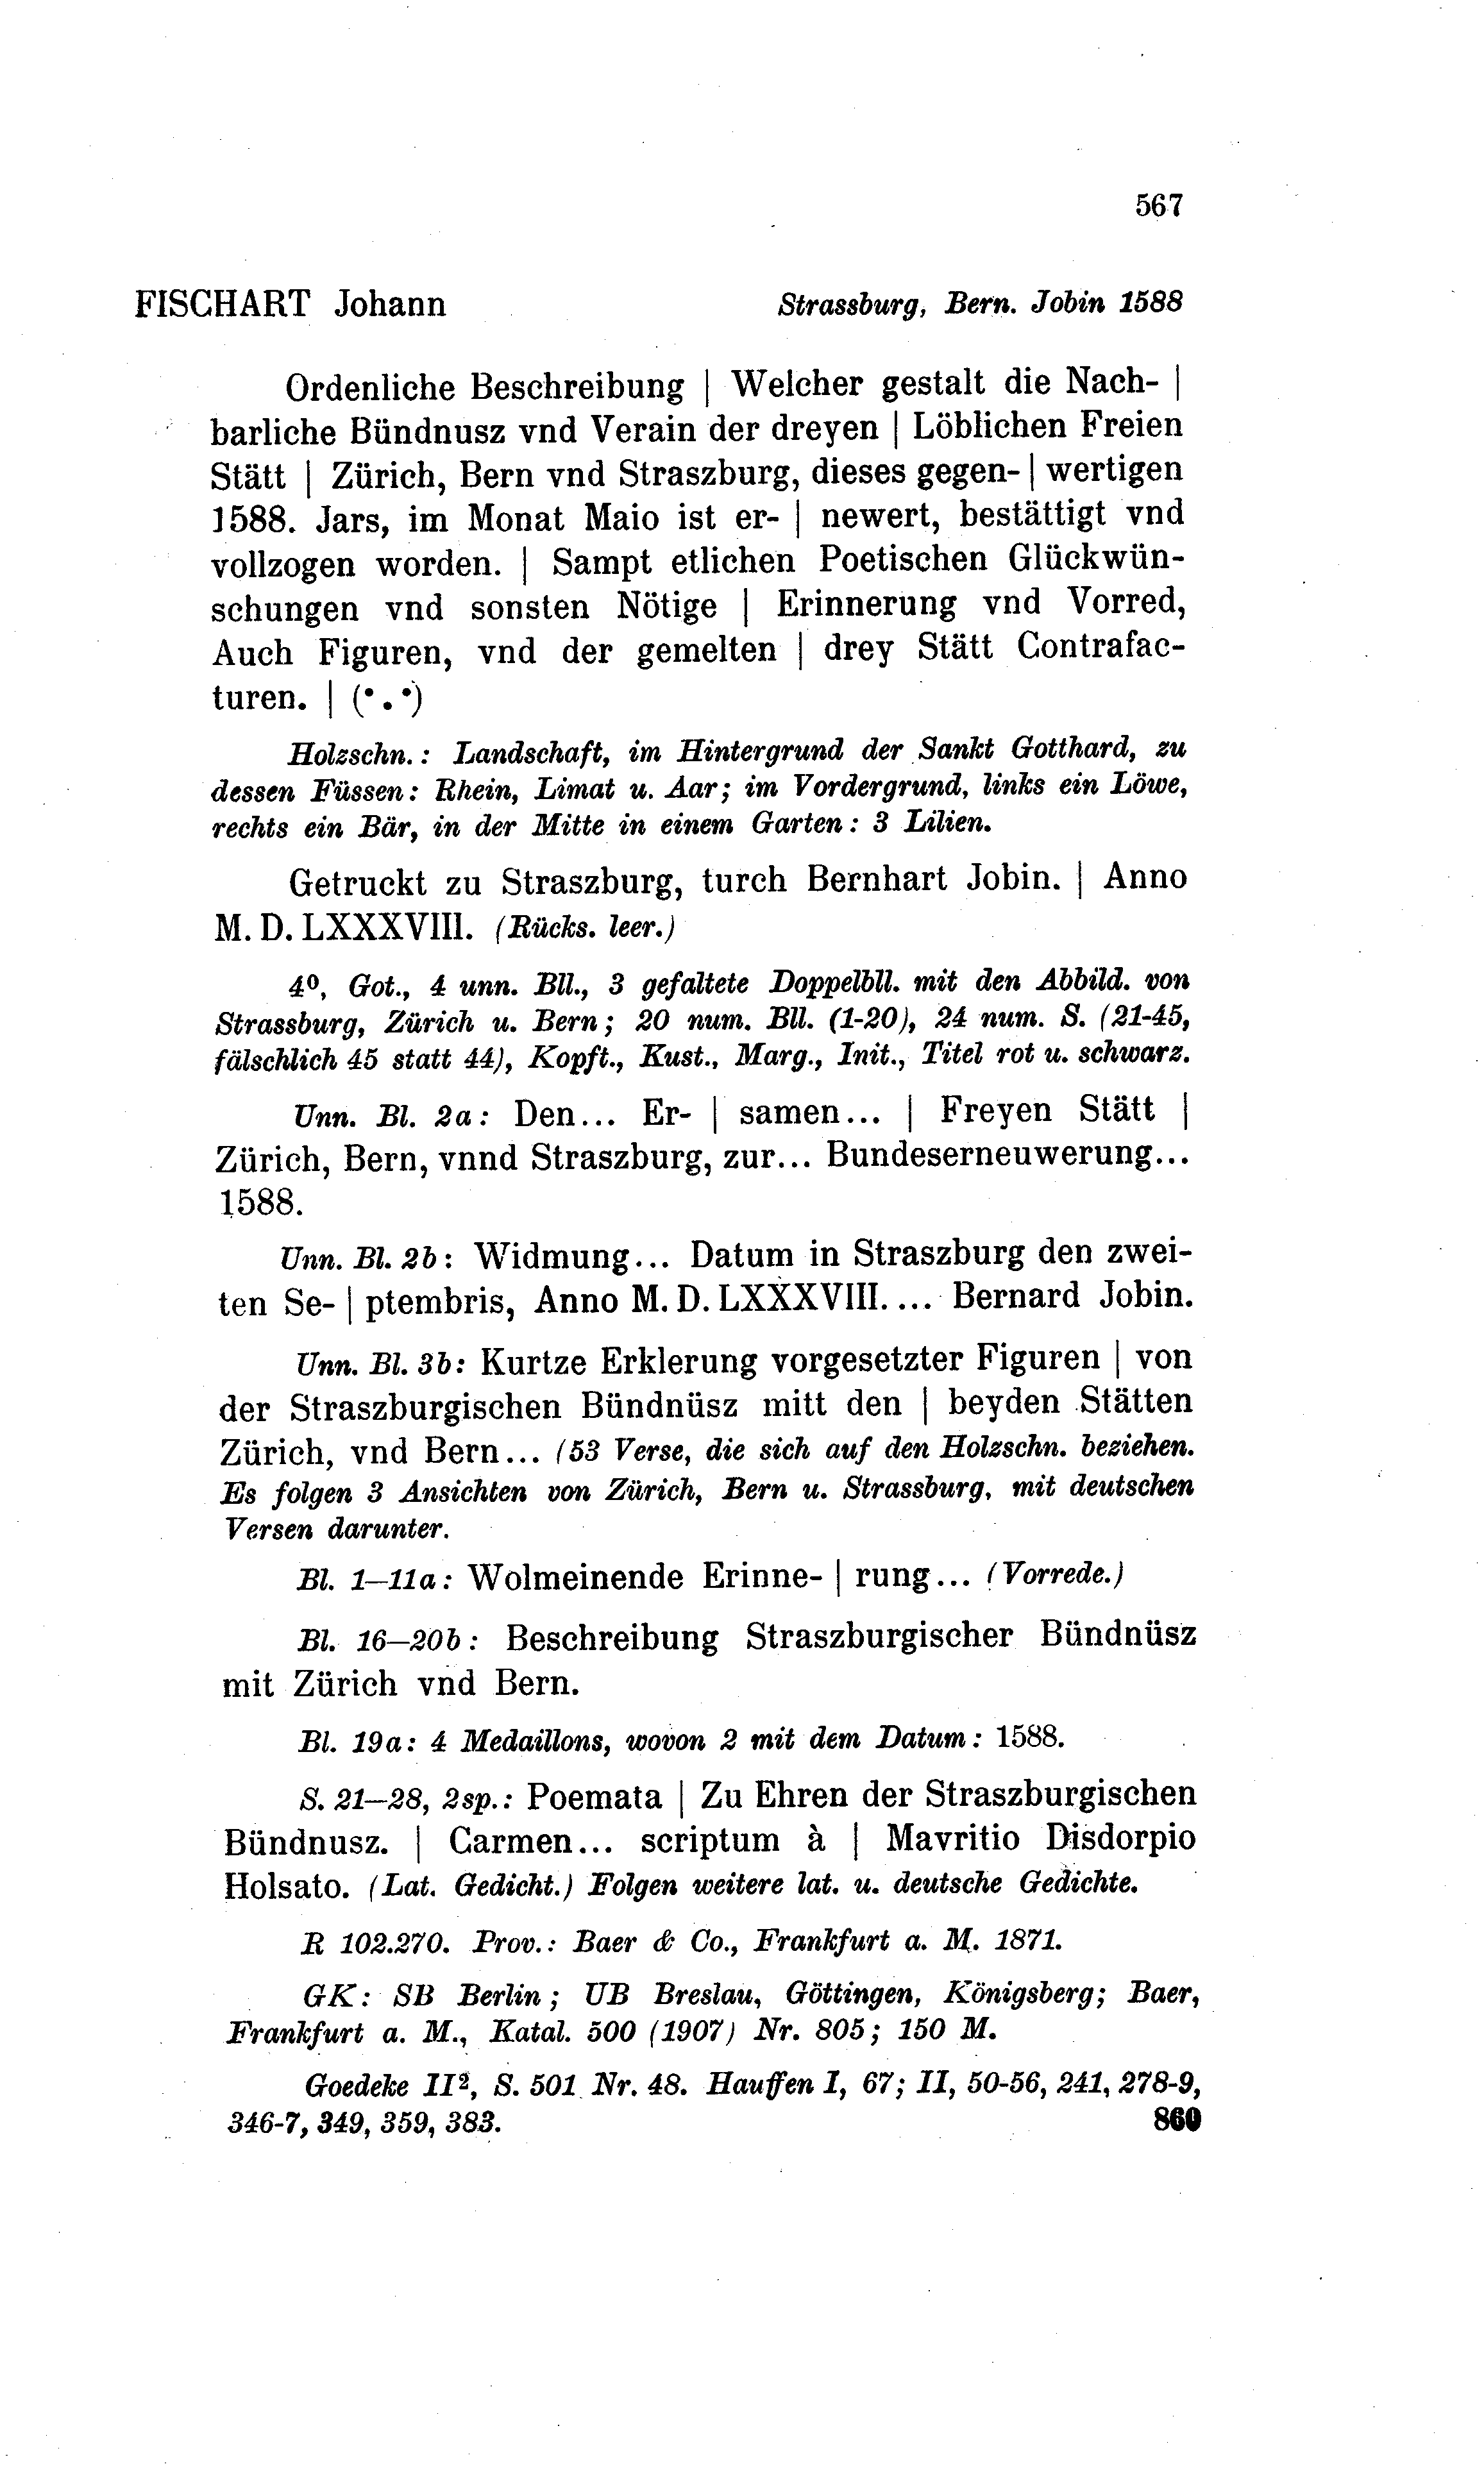 567
FISCHART Johann Strassburg, Bern. Jobin 1588
Ordenliche Beschreibung | Welcher gestalt die Nach- |
barliche Bündnusz vnd Verain der dreyen | Löblichen Freien
Stätt | Zürich, Bern vnd Straszburg, dieses gegen- | wertigen
1588. Jars, im Monat Maio ist er- | newert, bestättigt vnd
vollzogen worden. | Sampt etlichen Poetischen Glückwün-
schungen vnd sonsten Nötige | Erinnerung vnd Vorred,
Auch Figuren, vnd der gemelten | drey Stätt Contrafac-
turen. | (•.•)
Holzschn.: Landschaft, im Hintergrund der Sankt Gotthard, zu
dessen Füssen: Rhein, Limat u. Aar; im Vordergrund, links ein Löwe,
rechts ein Bär, in der Mitte in einem Garten: 3 Lilien.
Getruckt zu Straszburg, turch Bernhart Jobin. | Anno
M. D. LXXXVIII. (Rücks. leer.)
4º, Got., 4 unn. Bll., 3 gefaltete Doppelbll. mit den Abbild. von
Strassburg, Zürich u. Bern; 20 num. Bll. (1-20), 24 num. S. (21-45,
fälschlich 45 statt 44), Kopft., Kust., Marg., Init., Titel rot u. schwarz.
Unn. Bl. 2a: Den... Er- | samen... | Freyen Stätt |
Zürich, Bern, vnnd Straszburg, zur... Bundeserneuwerung...
1588.
Unn. Bl. 2b: Widmung... Datum in Straszburg den zwei-
ten Se- | ptembris, Anno M. D. LXXXVIII. ... Bernard Jobin.
Unn. Bl. 3b: Kurtze Erklerung vorgesetzter Figuren | von
der Straszburgischen Bündnüsz mitt den | beyden Stätten
Zürich, vnd Bern... (53 Verse, die sich auf den Holzschn. beziehen.
Es folgen 3 Ansichten von Zürich, Bern u. Strassburg, mit deutschen
Versen darunter.
Bl. 1—11a: Wolmeinende Erinne- | rung... (Vorrede.)
Bl. 16—20b: Beschreibung Straszburgischer Bündnüsz
mit Zürich vnd Bern.
Bl. 19a: 4 Medaillons, wovon 2 mit dem Datum: 1588.
S. 21—28, 2sp.: Poemata | Zu Ehren der Straszburgischen
Bündnusz. | Carmen... scriptum à | Mavritio Disdorpio
Holsato. (Lat. Gedicht.) Folgen weitere lat. u. deutsche Gedichte.
R 102.270. Prov.: Baer & Co., Frankfurt a. M. 1871.
GK: SB Berlin; UB Breslau, Göttingen, Königsberg; Baer,
Frankfurt a. M., Katal. 500 (1907) Nr. 805; 150 M.
Goedeke II², S. 501 Nr. 48. Hauffen I, 67; II, 50-56, 241, 278-9,
346-7, 349, 359, 383. 860